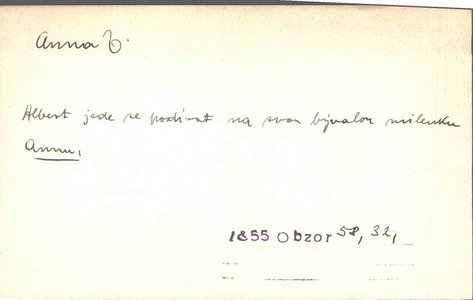 Anna
Albert jede se podívat na svou bývalou milenku
Annu,
1855 Obzor 58, 32,